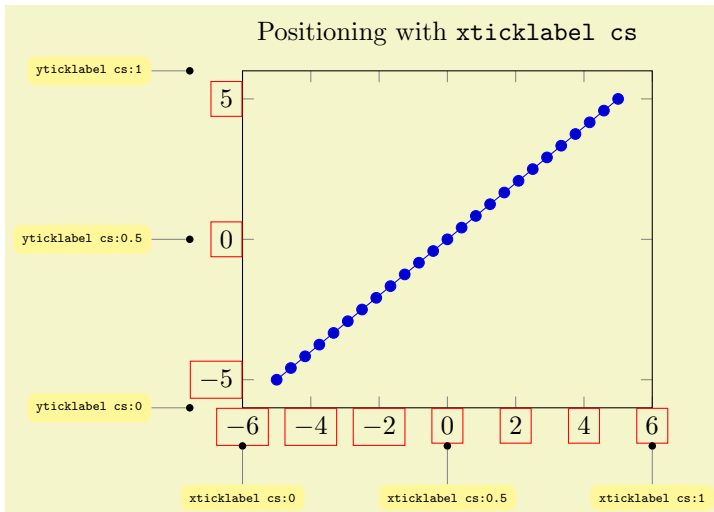 Positioning with xticklabel cs
yticklabel cs:1
5
yticklabel cs:0.5
0
−5
yticklabel cs:0
−6 −4 −2 0 2 4 6
xticklabel cs:0 xticklabel cs:0.5 xticklabel cs:1